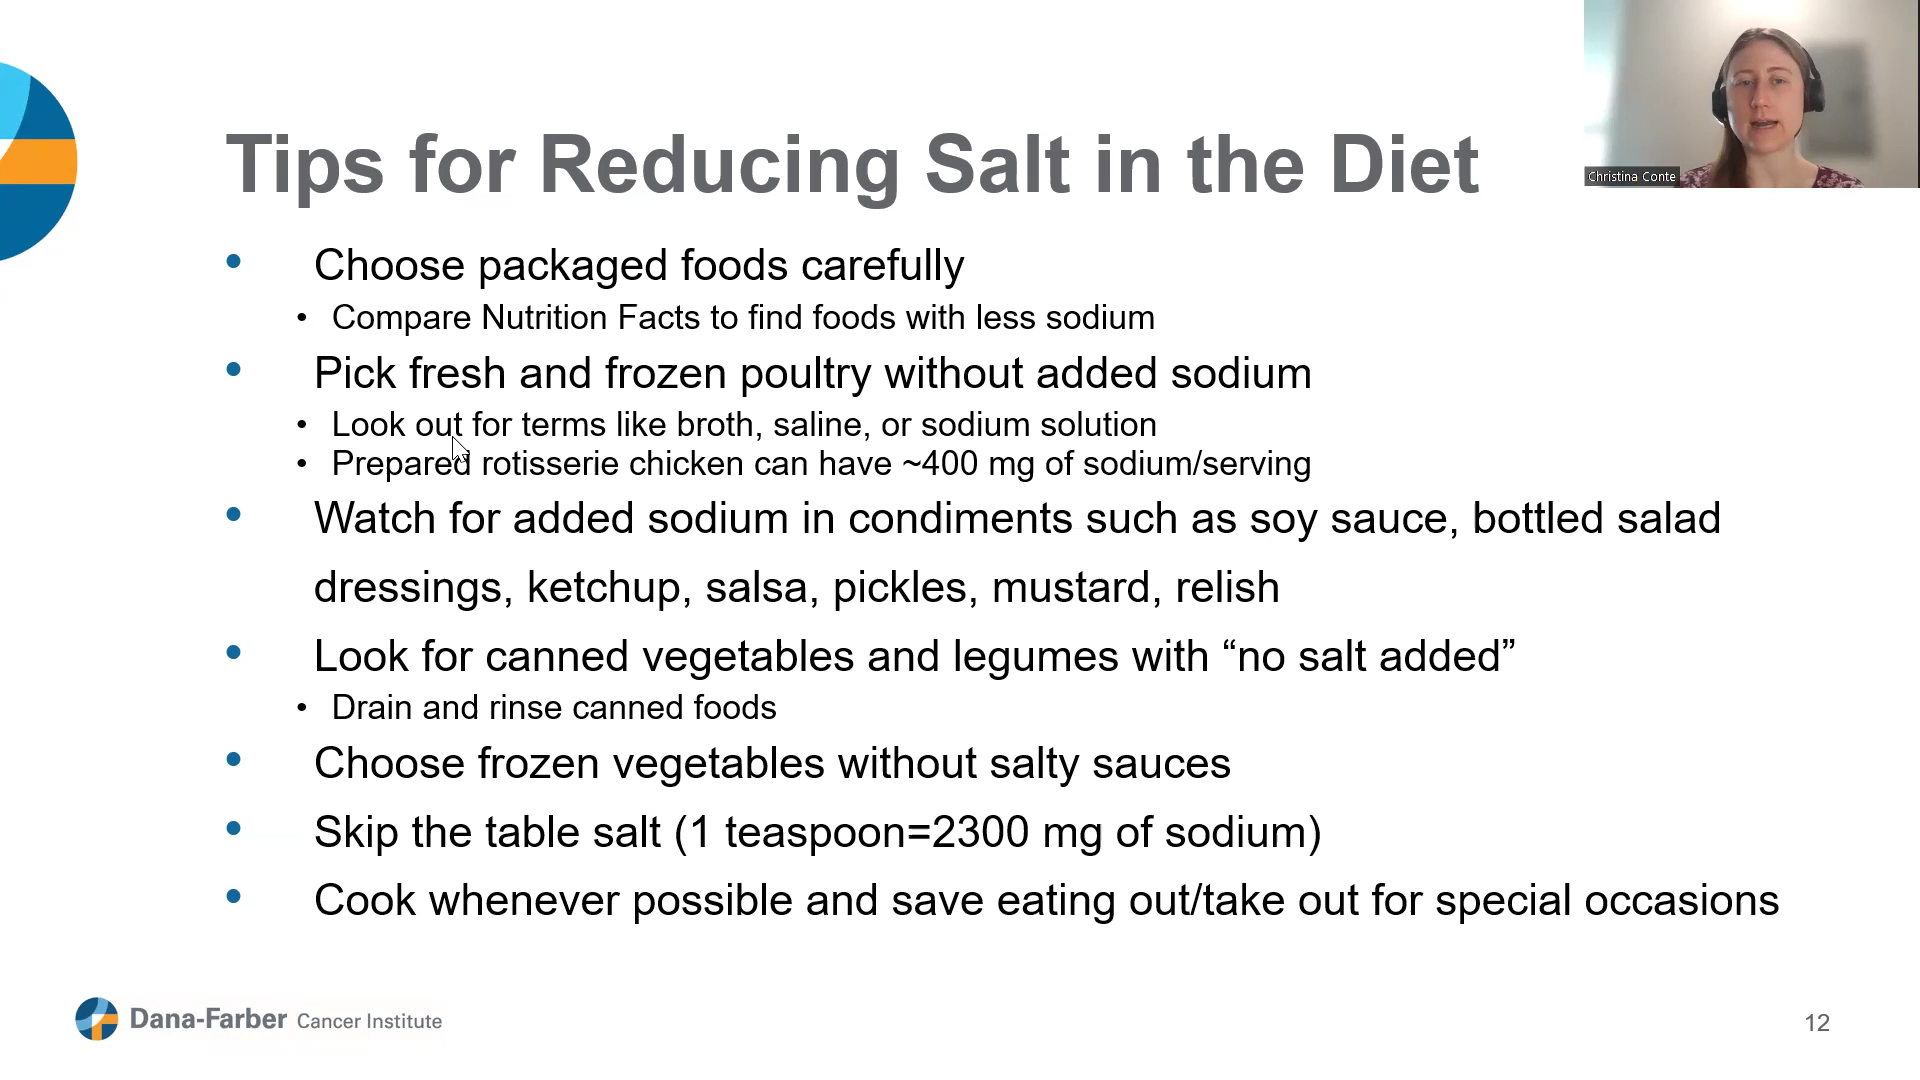 Christina Conte
Tips for Reducing Salt in the Diet
• Choose packaged foods carefully
• Compare Nutrition Facts to find foods with less sodium
• Pick fresh and frozen poultry without added sodium
• Look out for terms like broth, saline, or sodium solution
• Prepared rotisserie chicken can have ~400 mg of sodium/serving
• Watch for added sodium in condiments such as soy sauce, bottled salad
dressings, ketchup, salsa, pickles, mustard, relish
• Look for canned vegetables and legumes with “no salt added”
• Drain and rinse canned foods
• Choose frozen vegetables without salty sauces
• Skip the table salt (1 teaspoon=2300 mg of sodium)
• Cook whenever possible and save eating out/take out for special occasions
Dana-Farber Cancer Institute
12